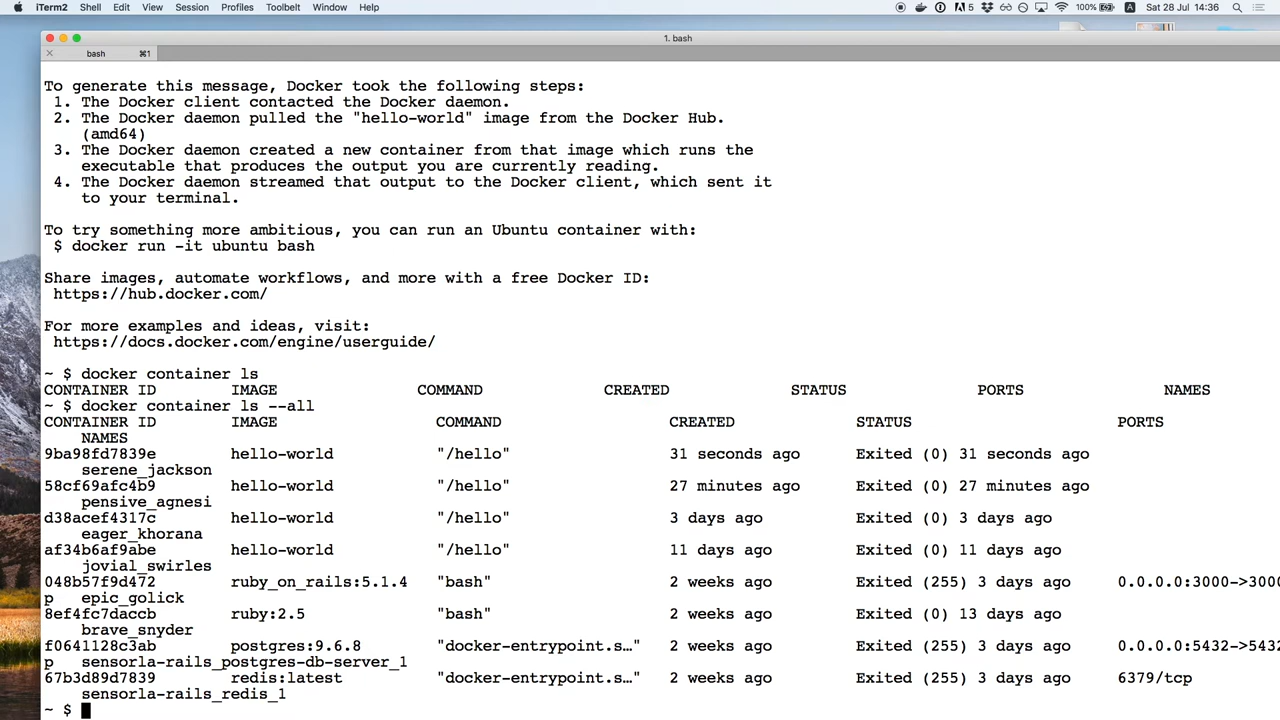 iTerm2 Shell Edit View Session Profiles Toolbelt Window Help 5 100% A Sat 28 Jul 14:36
1. bash
bash ⌘1
To generate this message, Docker took the following steps:
1. The Docker client contacted the Docker daemon.
2. The Docker daemon pulled the "hello-world" image from the Docker Hub.
(amd64)
3. The Docker daemon created a new container from that image which runs the
executable that produces the output you are currently reading.
4. The Docker daemon streamed that output to the Docker client, which sent it
to your terminal.
To try something more ambitious, you can run an Ubuntu container with:
$ docker run -it ubuntu bash
Share images, automate workflows, and more with a free Docker ID:
https://hub.docker.com/
For more examples and ideas, visit:
https://docs.docker.com/engine/userguide/
~ $ docker container ls
CONTAINER ID IMAGE COMMAND CREATED STATUS PORTS NAMES
~ $ docker container ls --all
CONTAINER ID IMAGE COMMAND CREATED STATUS PORTS
NAMES
9ba98fd7839e hello-world "/hello" 31 seconds ago Exited (0) 31 seconds ago
serene_jackson
58cf69afc4b9 hello-world "/hello" 27 minutes ago Exited (0) 27 minutes ago
pensive_agnesi
d38acef4317c hello-world "/hello" 3 days ago Exited (0) 3 days ago
eager_khorana
af34b6af9abe hello-world "/hello" 11 days ago Exited (0) 11 days ago
jovial_swirles
048b57f9d472 ruby_on_rails:5.1.4 "bash" 2 weeks ago Exited (255) 3 days ago 0.0.0.0:3000->3000
p epic_golick
8ef4fc7daccb ruby:2.5 "bash" 2 weeks ago Exited (0) 13 days ago
brave_snyder
f0641128c3ab postgres:9.6.8 "docker-entrypoint.s…" 2 weeks ago Exited (255) 3 days ago 0.0.0.0:5432->5432
p sensorla-rails_postgres-db-server_1
67b3d89d7839 redis:latest "docker-entrypoint.s…" 2 weeks ago Exited (255) 3 days ago 6379/tcp
sensorla-rails_redis_1
~ $